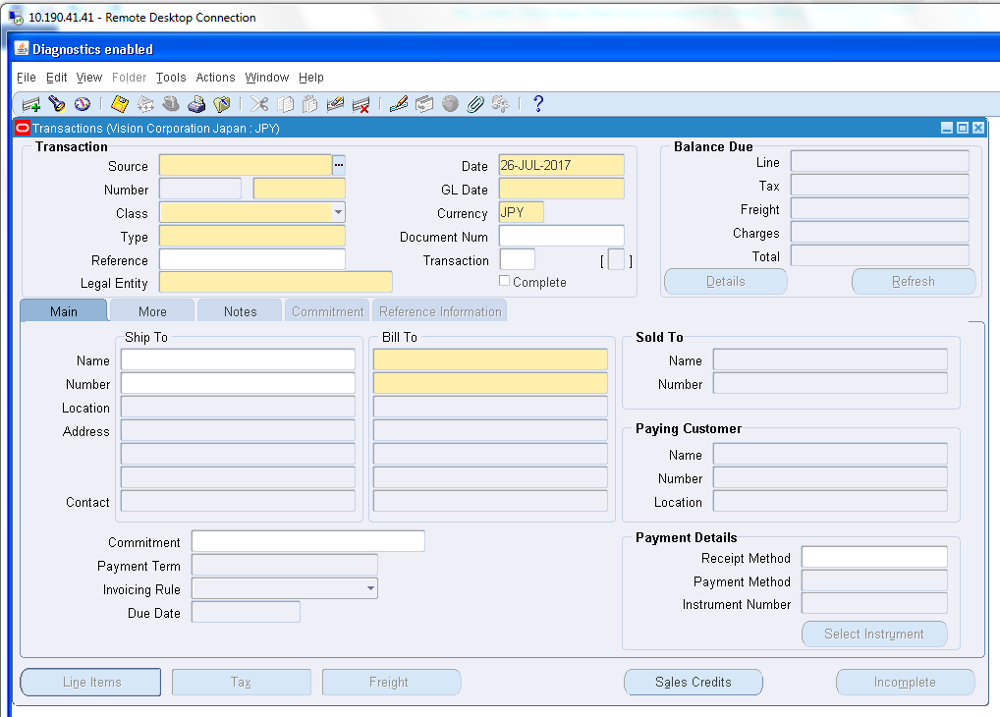 10.190.41.41 - Remote Desktop Connection
Diagnostics enabled
File Edit View Folder Tools Actions Window Help
?
Transactions (Vision Corporation Japan : JPY)
Transaction
Source ...
Number
Class
Type
Reference
Legal Entity
Date 26-JUL-2017
GL Date
Currency JPY
Document Num
Transaction [ ]
Complete
Balance Due
Line
Tax
Freight
Charges
Total
Details Refresh
Main More Notes Commitment Reference Information
Ship To
Bill To
Name
Number
Location
Address
Contact
Sold To
Name
Number
Paying Customer
Name
Number
Location
Commitment
Payment Term
Invoicing Rule
Due Date
Payment Details
Receipt Method
Payment Method
Instrument Number
Select Instrument
Line Items Tax Freight Sales Credits Incomplete